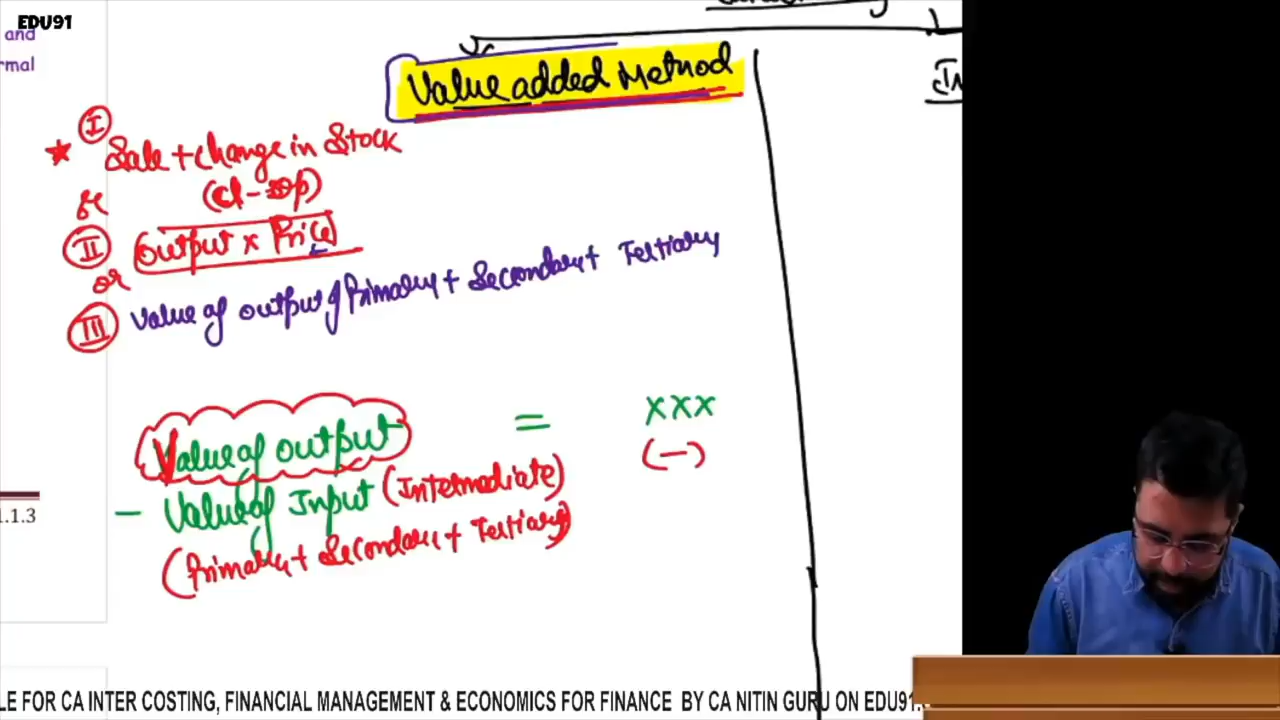 EDU91
and
rmal
Value added Method
I
Sale + change in Stock
or
(cl - op)
II
Output x Price
or
III
Value of output of Primary + Secondary + Tertiary
Value of output = xxx
- Value of Input (Intermediate) (-)
(Primary + Secondary + Tertiary)
1.1.3
LE FOR CA INTER COSTING, FINANCIAL MANAGEMENT & ECONOMICS FOR FINANCE BY CA NITIN GURU ON EDU91.